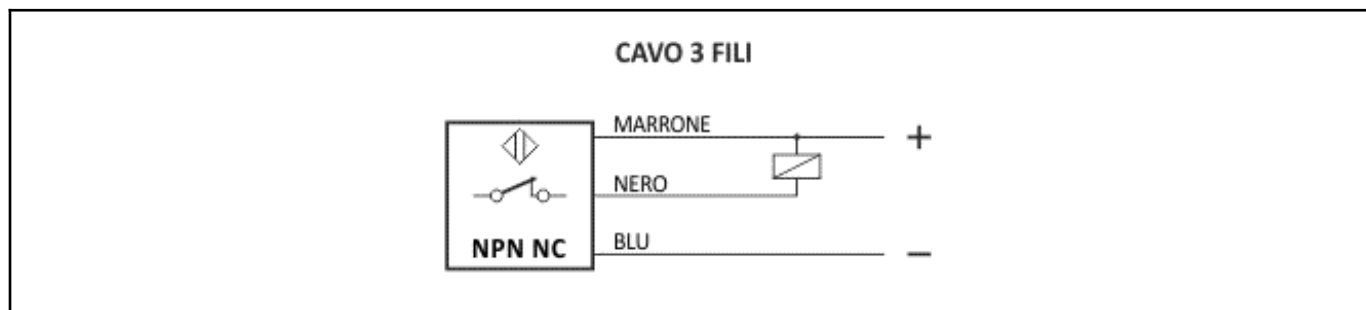 CAVO 3 FILI
MARRONE
+
NERO
NPN NC
BLU
−